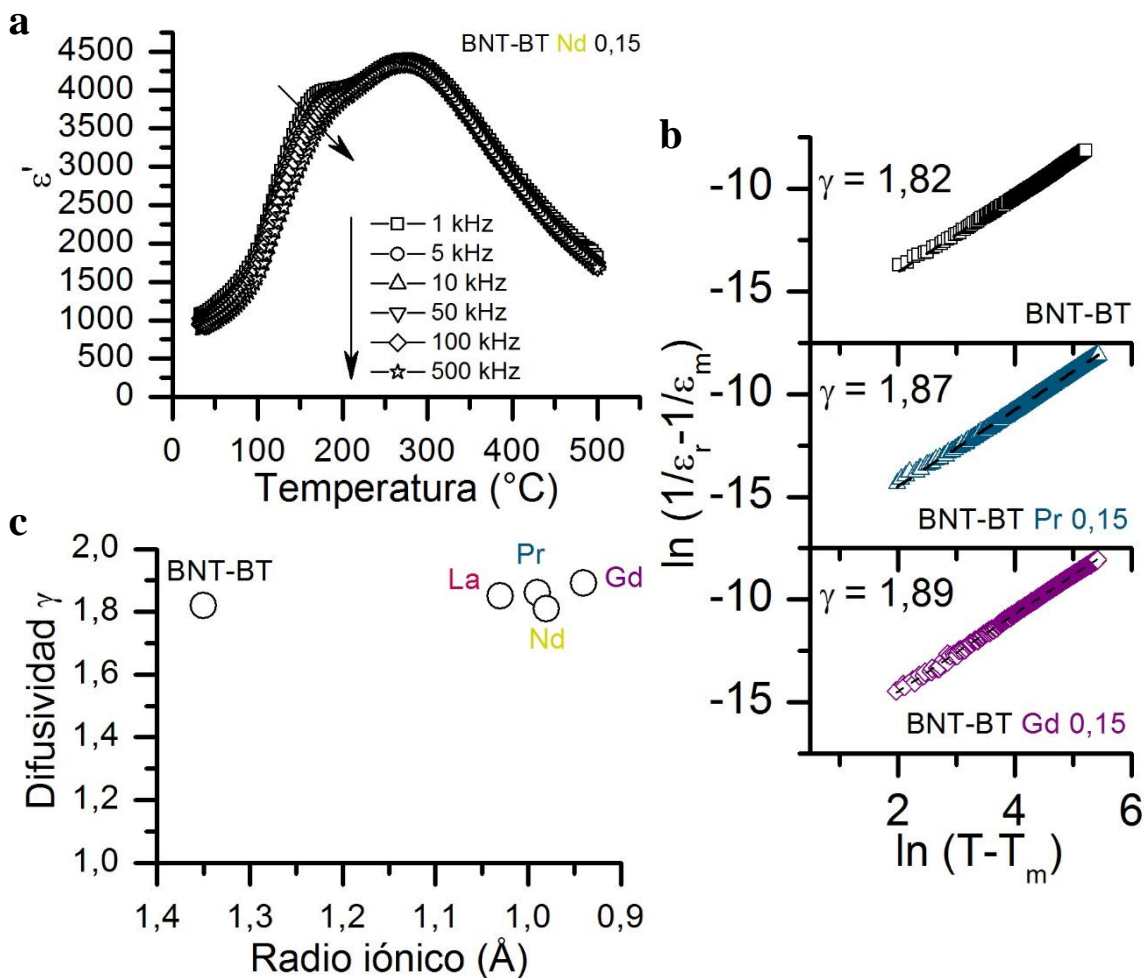 a
BNT-BT Nd 0,15
4500
4000
3500
3000
2500
2000
1500
1000
500
0
ε'
1 kHz
5 kHz
10 kHz
50 kHz
100 kHz
500 kHz
0 100 200 300 400 500
Temperatura (°C)
b
-10
γ = 1,82
-15
BNT-BT
-10
γ = 1,87
-15
BNT-BT Pr 0,15
-10
γ = 1,89
-15
BNT-BT Gd 0,15
ln (1/ε_r-1/ε_m)
2 4 6
ln (T-T_m)
c
2,0
1,8
1,6
1,4
1,2
1,0
Difusividad γ
BNT-BT
La
Pr
Nd
Gd
1,4 1,3 1,2 1,1 1,0 0,9
Radio iónico (Å)